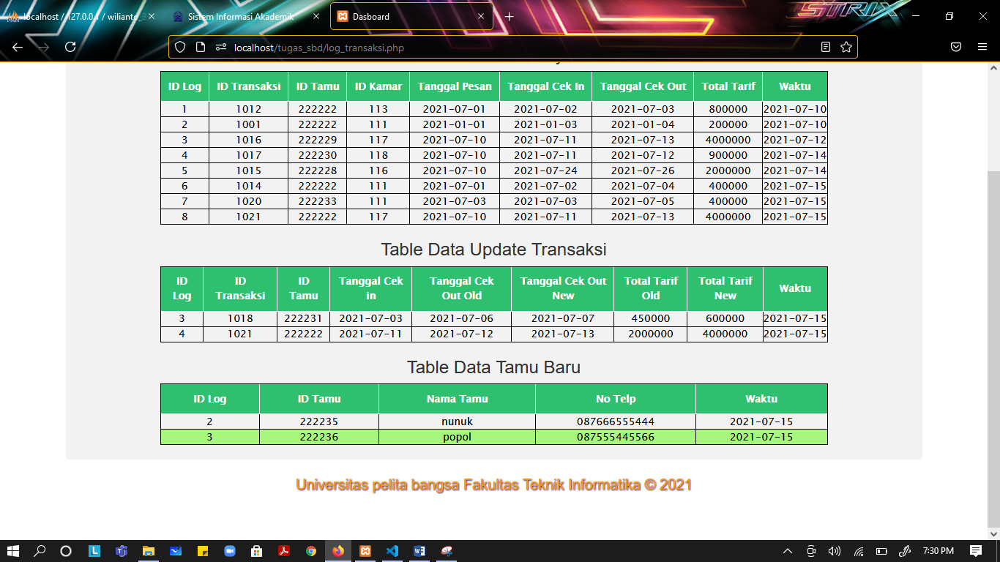 localhost / 127.0.0.1 / wilianto_
Sistem Informasi Akademik
Dasboard
STRIX
localhost/tugas_sbd/log_transaksi.php
ID Log ID Transaksi ID Tamu ID Kamar Tanggal Pesan Tanggal Cek In Tanggal Cek Out Total Tarif Waktu
1 1012 222222 113 2021-07-01 2021-07-02 2021-07-03 800000 2021-07-10
2 1001 222222 111 2021-01-01 2021-01-03 2021-01-04 200000 2021-07-10
3 1016 222229 117 2021-07-10 2021-07-11 2021-07-13 4000000 2021-07-12
4 1017 222230 118 2021-07-10 2021-07-11 2021-07-12 900000 2021-07-14
5 1015 222228 116 2021-07-10 2021-07-24 2021-07-26 2000000 2021-07-14
6 1014 222222 111 2021-07-01 2021-07-02 2021-07-04 400000 2021-07-15
7 1020 222233 111 2021-07-03 2021-07-03 2021-07-05 400000 2021-07-15
8 1021 222222 117 2021-07-10 2021-07-11 2021-07-13 4000000 2021-07-15
Table Data Update Transaksi
ID Log ID Transaksi ID Tamu Tanggal Cek in Tanggal Cek Out Old Tanggal Cek Out New Total Tarif Old Total Tarif New Waktu
3 1018 222231 2021-07-03 2021-07-06 2021-07-07 450000 600000 2021-07-15
4 1021 222222 2021-07-11 2021-07-12 2021-07-13 2000000 4000000 2021-07-15
Table Data Tamu Baru
ID Log ID Tamu Nama Tamu No Telp Waktu
2 222235 nunuk 087666555444 2021-07-15
3 222236 popol 087555445566 2021-07-15
Universitas pelita bangsa Fakultas Teknik Informatika © 2021
7:30 PM